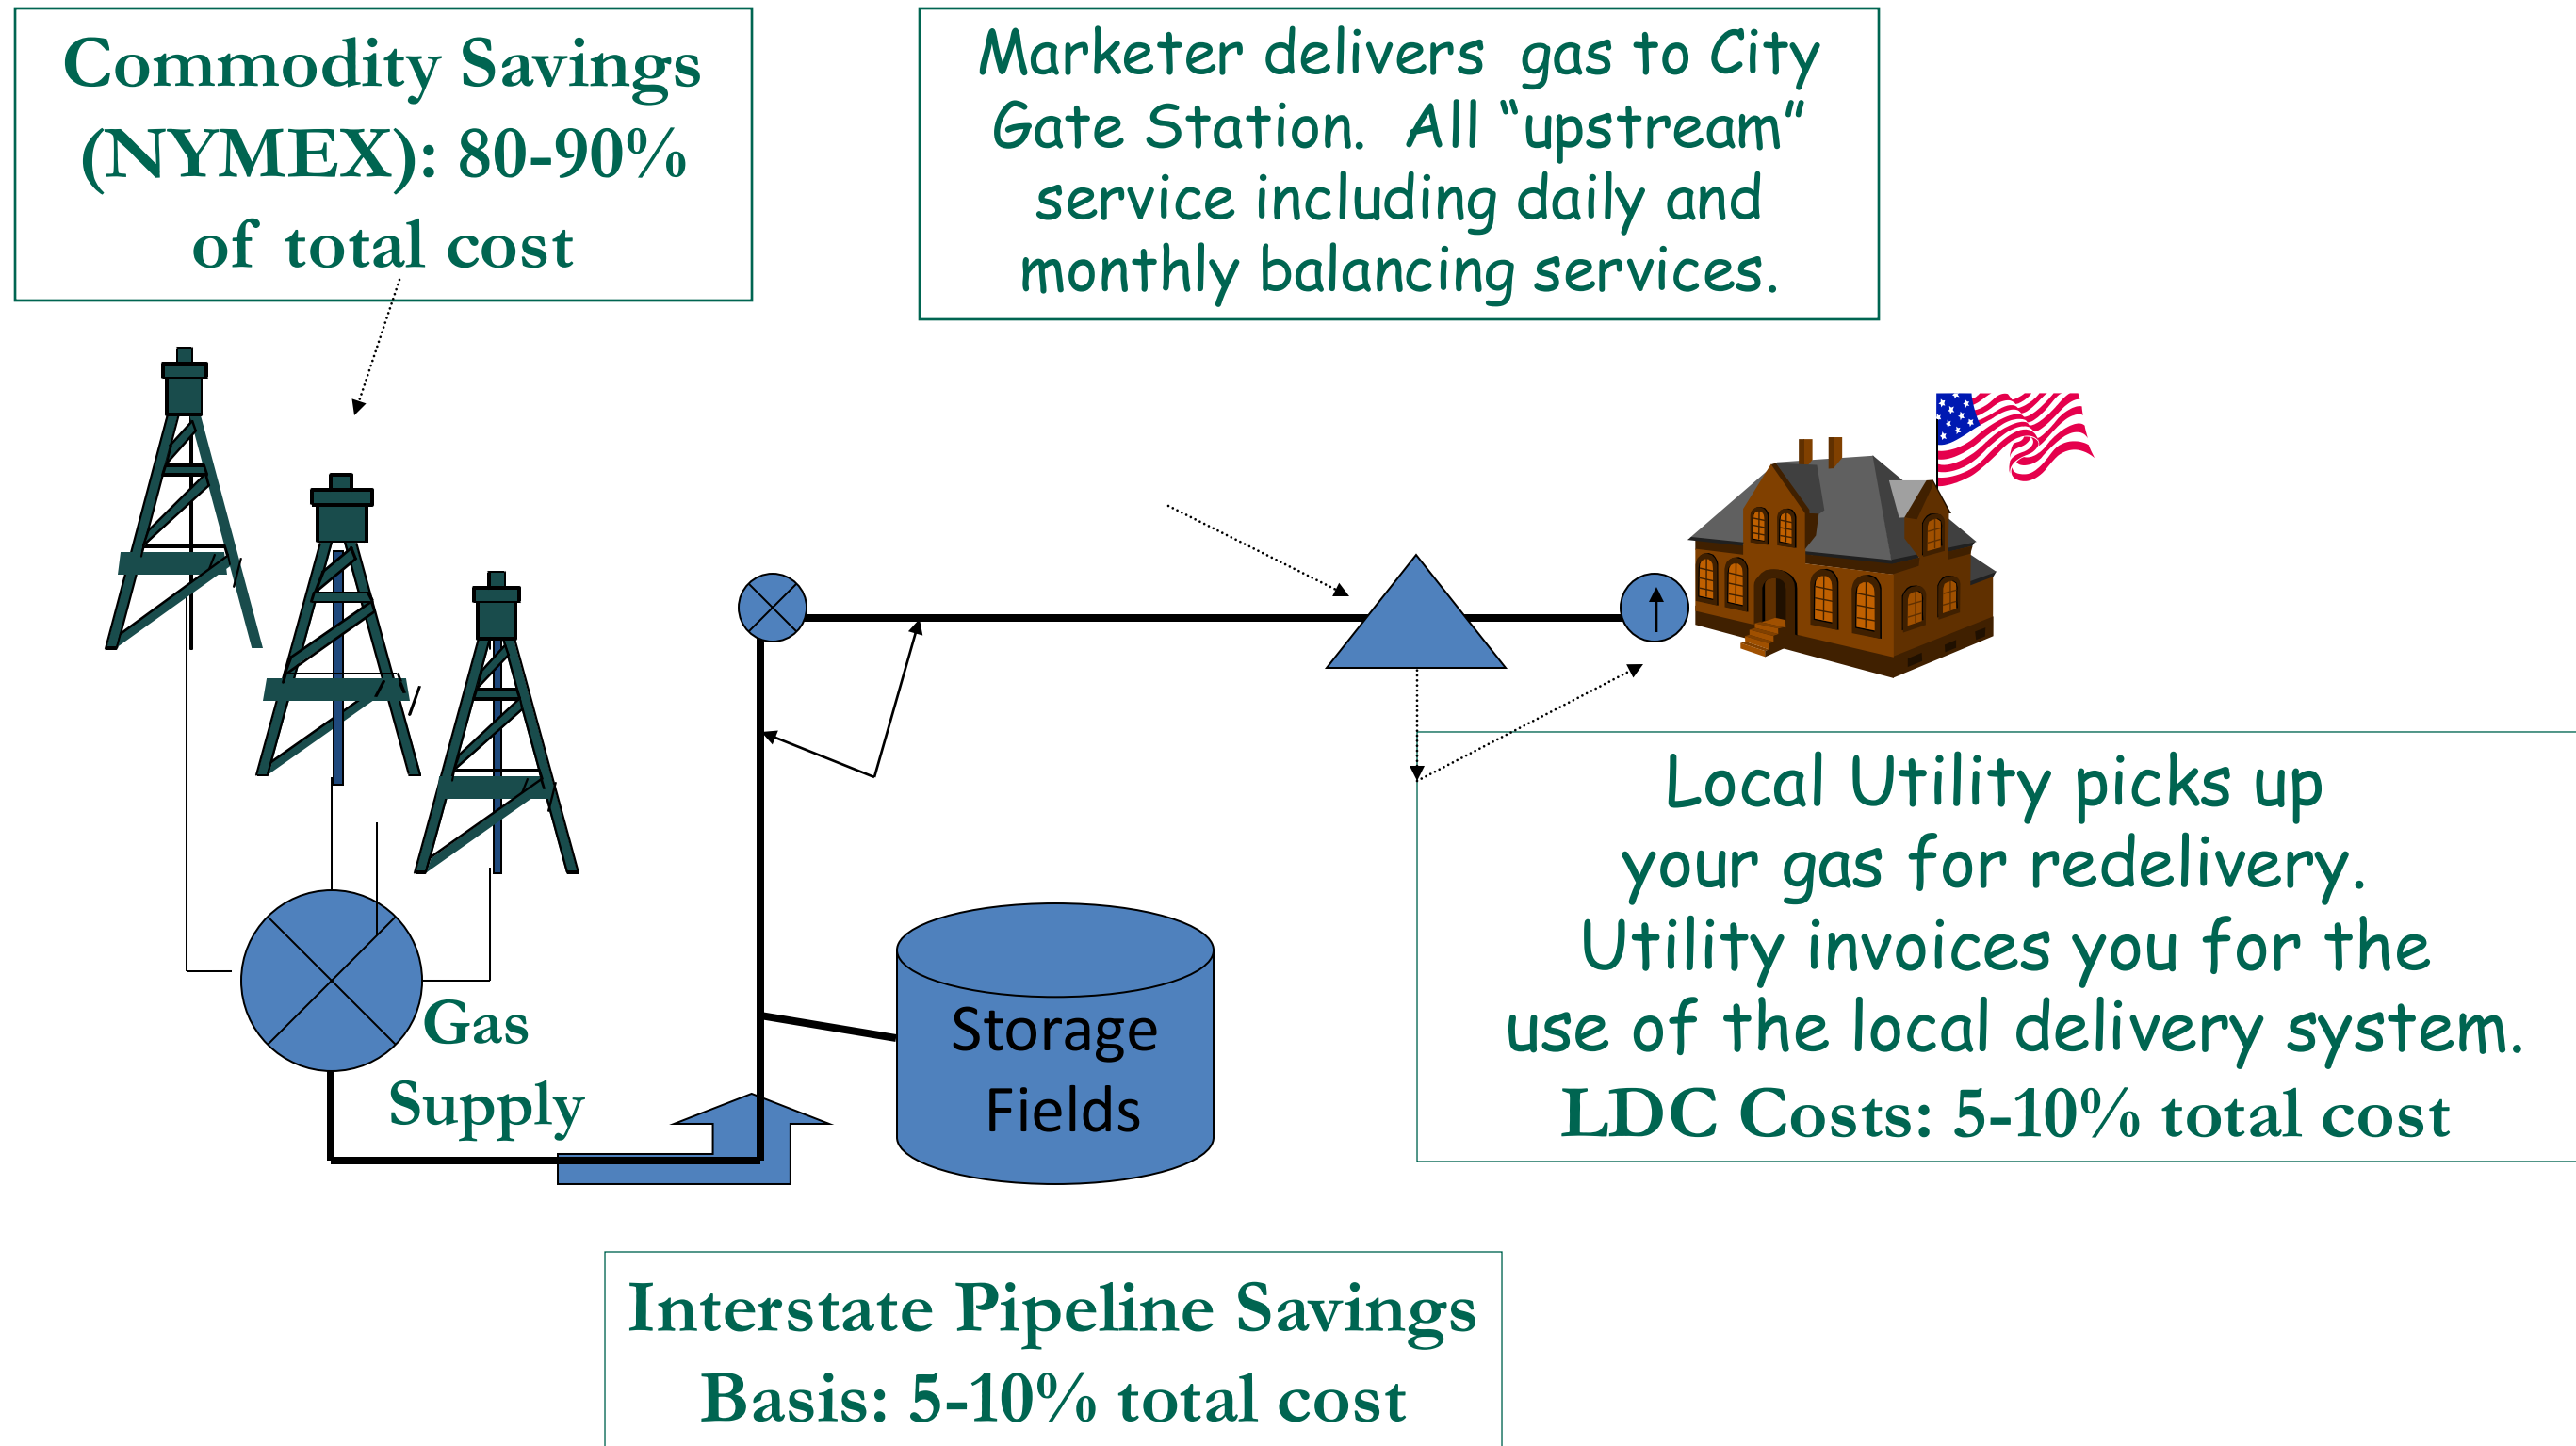 Commodity Savings
(NYMEX): 80-90%
of total cost
Marketer delivers gas to City
Gate Station. All “upstream”
service including daily and
monthly balancing services.
Gas
Supply
Storage
Fields
Local Utility picks up
your gas for redelivery.
Utility invoices you for the
use of the local delivery system.
LDC Costs: 5-10% total cost
Interstate Pipeline Savings
Basis: 5-10% total cost